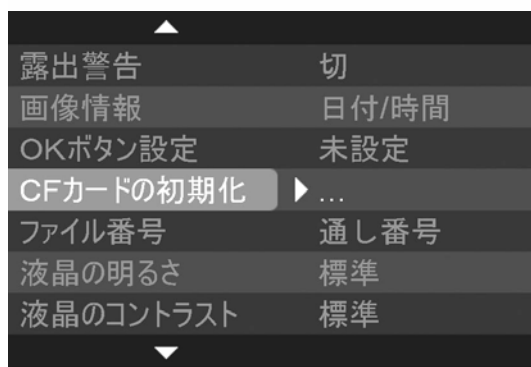 露出警告 切
画像情報 日付/時間
OKボタン設定 未設定
CFカードの初期化 ...
ファイル番号 通し番号
液晶の明るさ 標準
液晶のコントラスト 標準